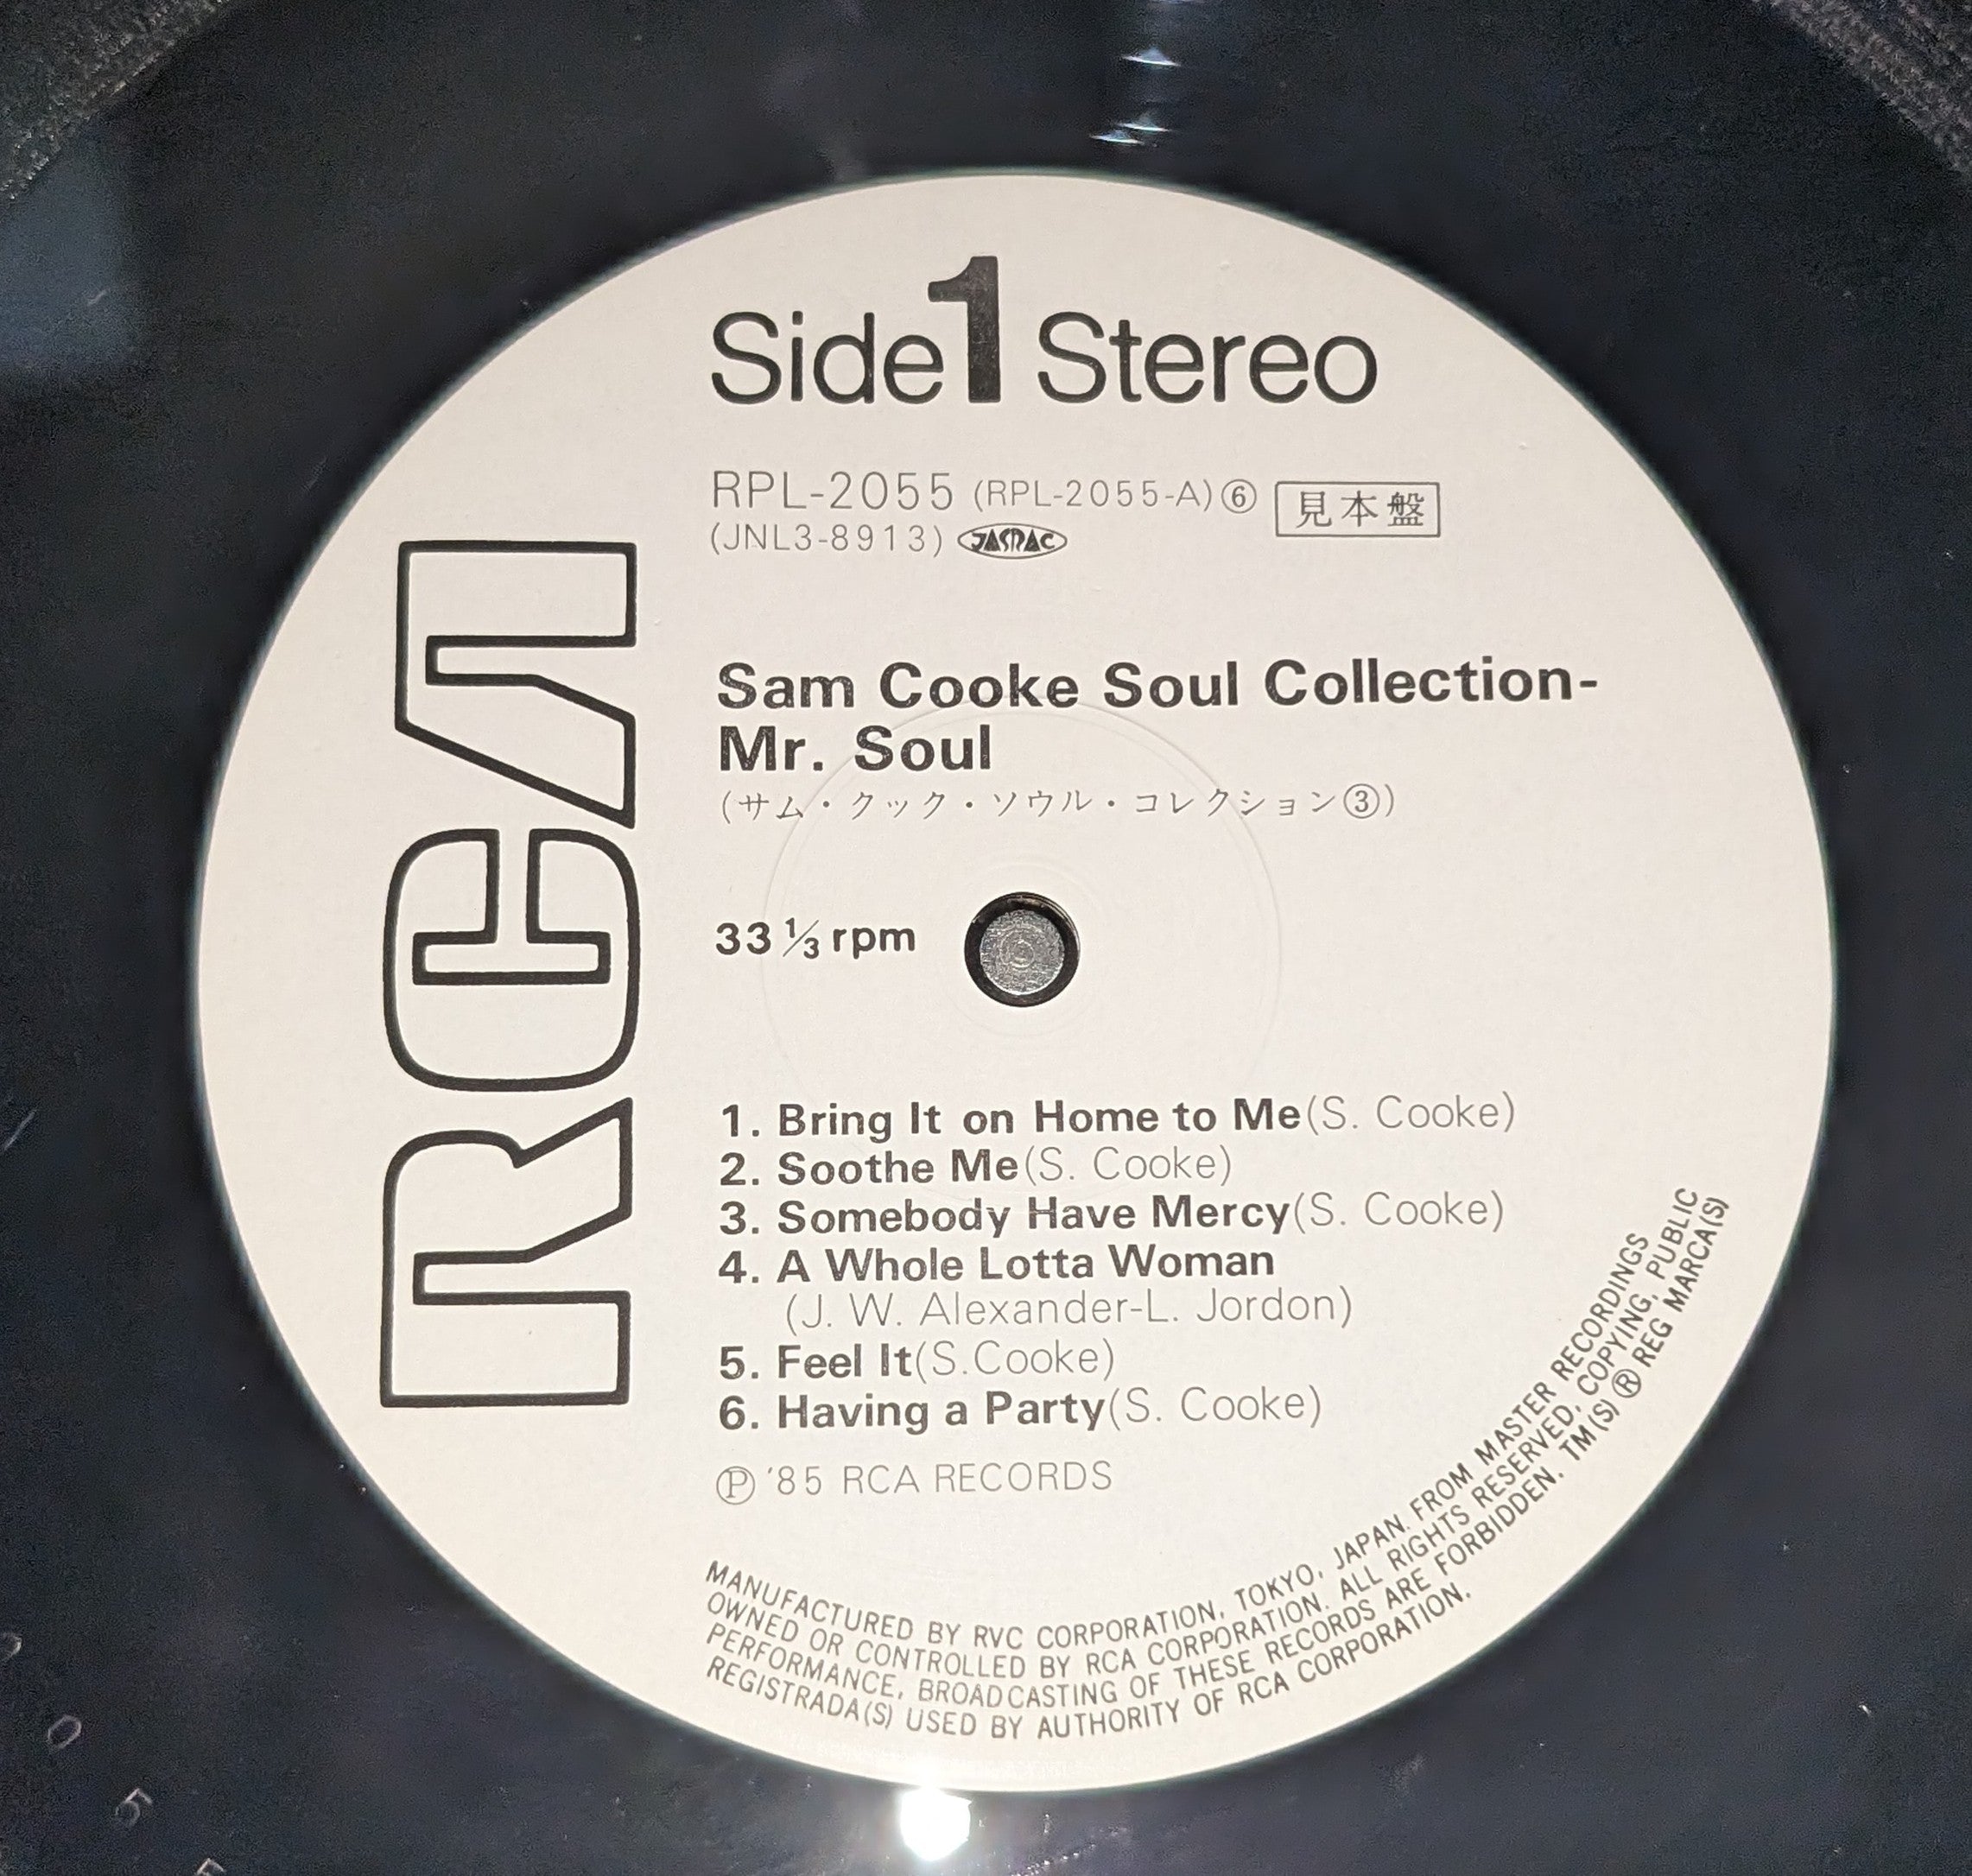 Side 1 Stereo
RPL-2055 (RPL-2055-A)⑥ 見本盤
(JNL3-8913) JASRAC
RCA
Sam Cooke Soul Collection-
Mr. Soul
(サム・クック・ソウル・コレクション③)
33 1/3 rpm
1. Bring It on Home to Me(S. Cooke)
2. Soothe Me(S. Cooke)
3. Somebody Have Mercy(S. Cooke)
4. A Whole Lotta Woman
(J. W. Alexander-L. Jordon)
5. Feel It(S.Cooke)
6. Having a Party(S. Cooke)
Ⓟ '85 RCA RECORDS
MANUFACTURED BY RVC CORPORATION, TOKYO, JAPAN. FROM MASTER RECORDINGS
OWNED OR CONTROLLED BY RCA CORPORATION. ALL RIGHTS RESERVED, COPYING, PUBLIC
PERFORMANCE, BROADCASTING OF THESE RECORDS ARE FORBIDDEN. TM(S) ® REG MARCA(S)
REGISTRADA(S) USED BY AUTHORITY OF RCA CORPORATION.
0 5 5